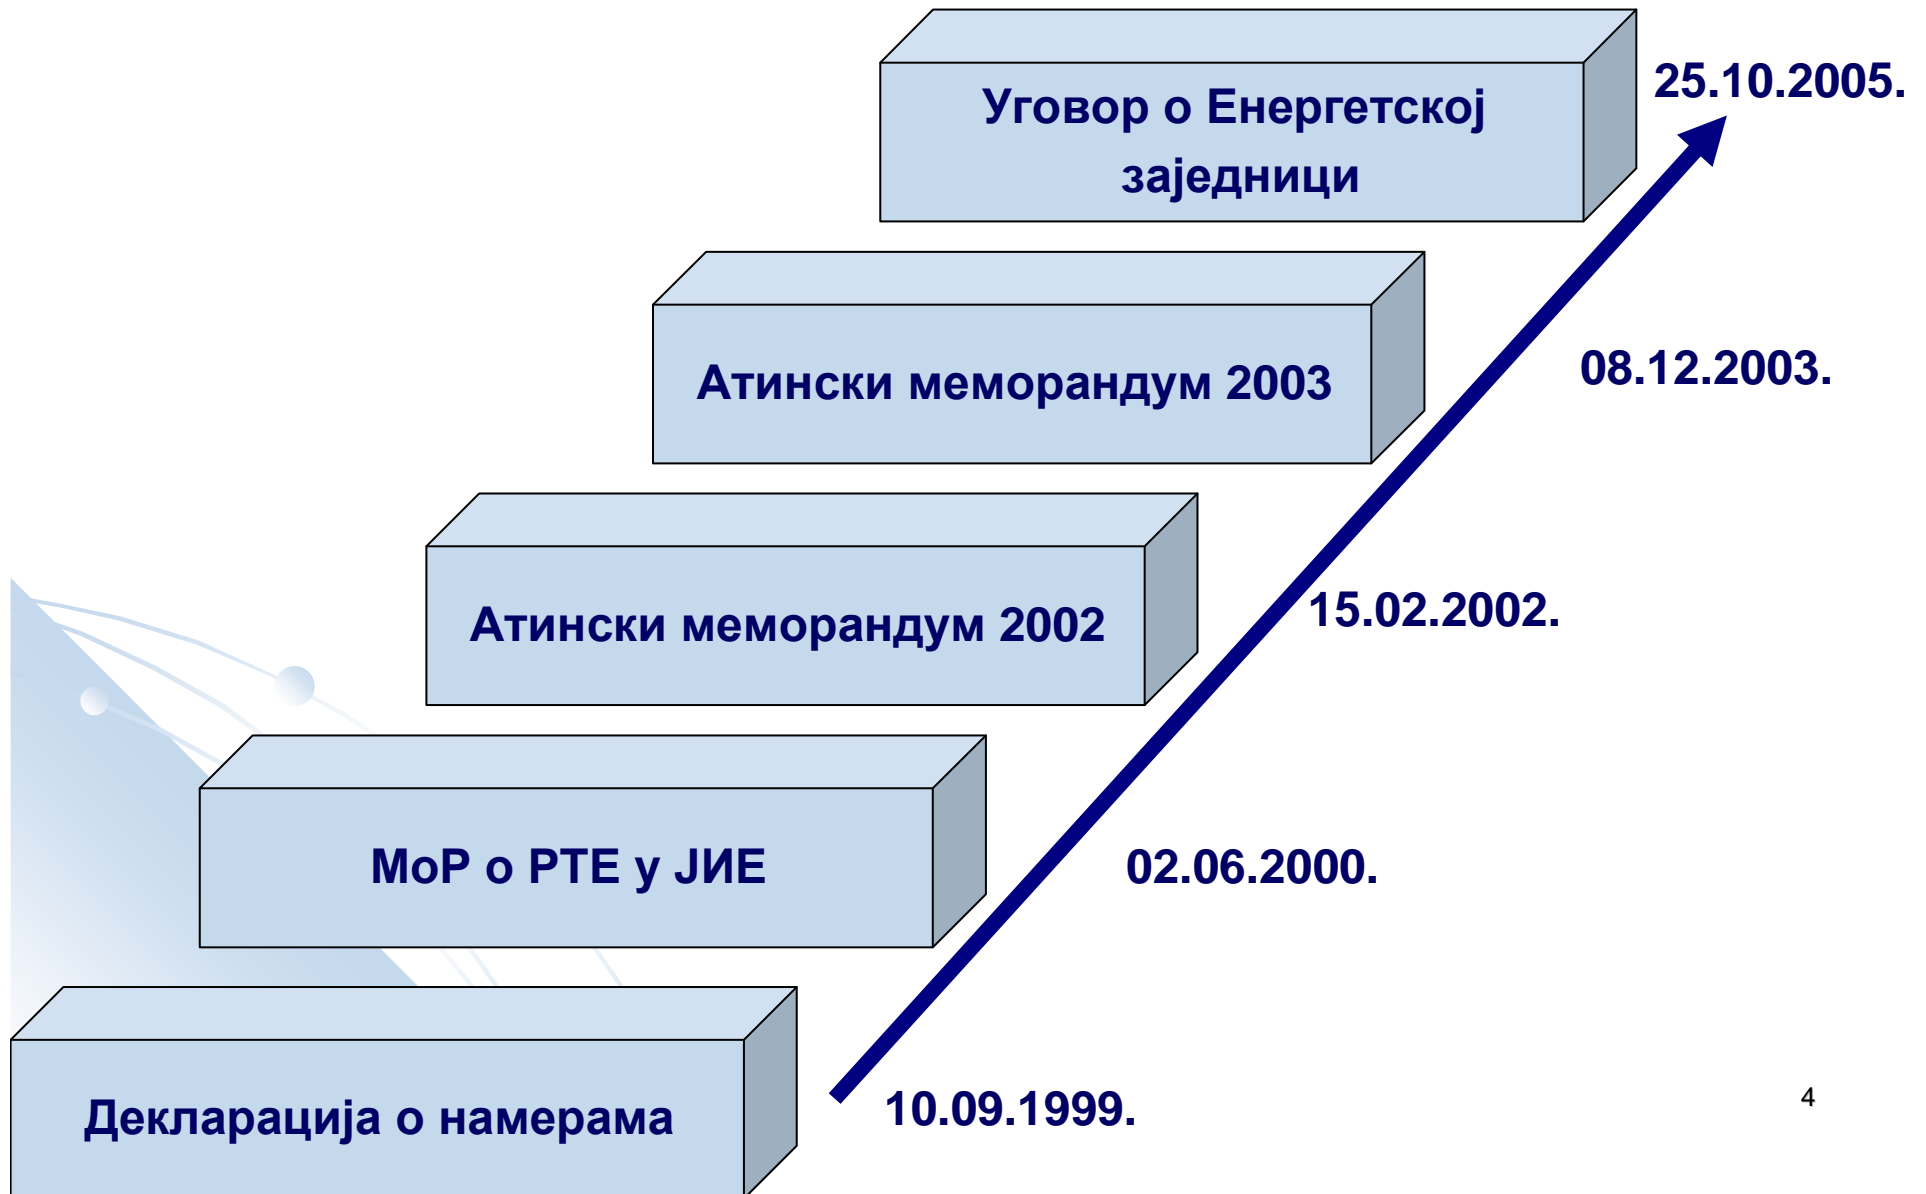 Уговор о Енергетској
заједници
25.10.2005.
Атински меморандум 2003
08.12.2003.
Атински меморандум 2002
15.02.2002.
МоР о РТЕ у ЈИЕ
02.06.2000.
Декларација о намерама
10.09.1999.
4